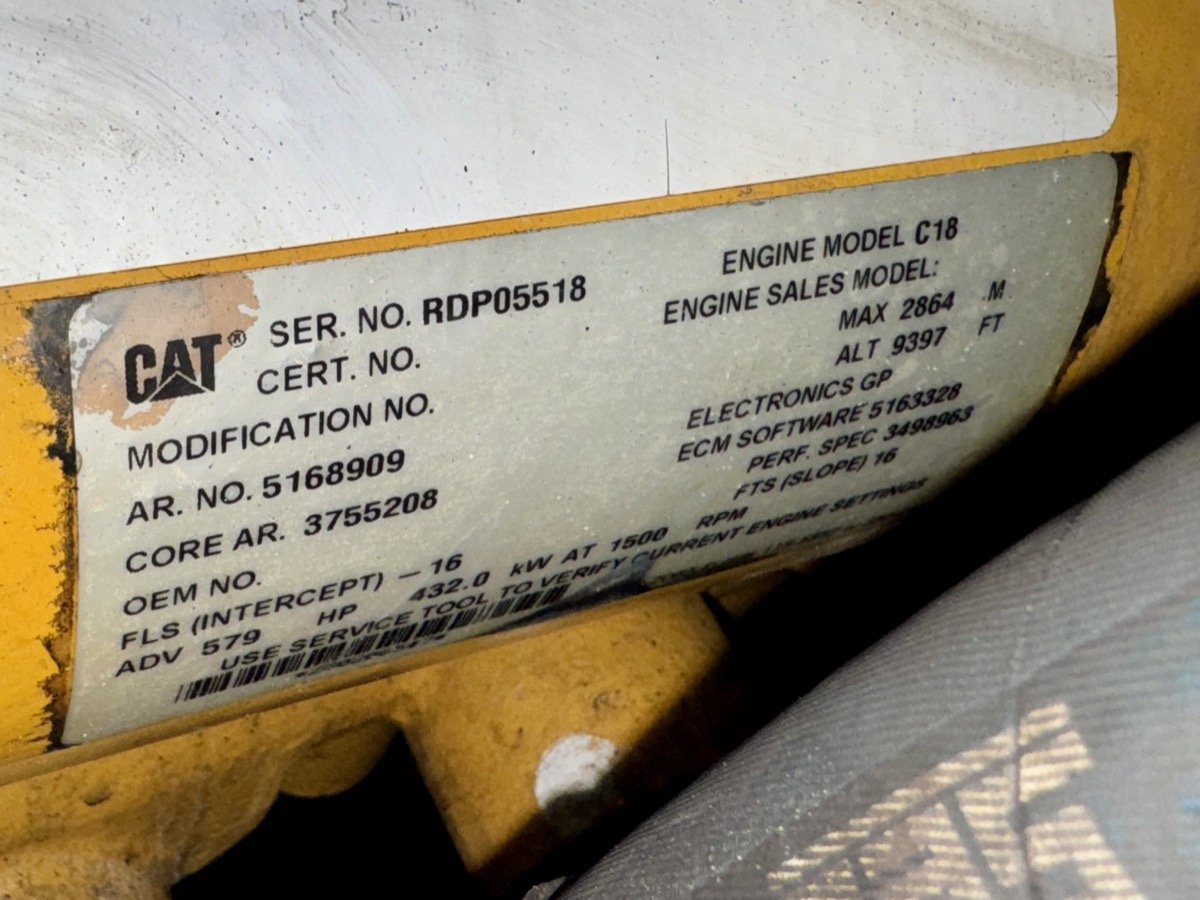 CAT® SER. NO. RDP05518
CERT. NO.
MODIFICATION NO.
AR. NO. 5168909
CORE AR. 3755208
OEM NO.
FLS (INTERCEPT) – 16
ADV 579 HP 432.0 kW AT 1500 RPM
USE SERVICE TOOL TO VERIFY CURRENT ENGINE SETTINGS
ENGINE MODEL C18
ENGINE SALES MODEL:
MAX 2864 M
ALT 9397 FT
ELECTRONICS GP
ECM SOFTWARE 5163328
PERF. SPEC 3498963
FTS (SLOPE) 16